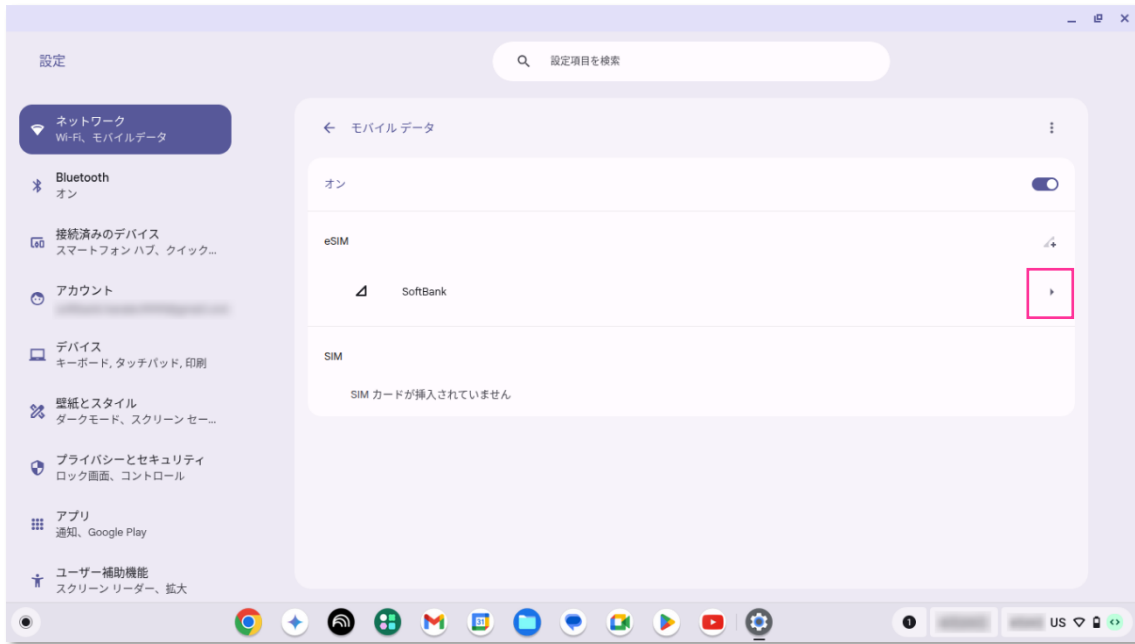 設定
設定項目を検索
ネットワーク
Wi-Fi、モバイルデータ
Bluetooth
オン
接続済みのデバイス
スマートフォン ハブ、クイック...
アカウント
デバイス
キーボード, タッチパッド, 印刷
壁紙とスタイル
ダークモード、スクリーン セー...
プライバシーとセキュリティ
ロック画面、コントロール
アプリ
通知、Google Play
ユーザー補助機能
スクリーン リーダー、拡大
モバイル データ
オン
eSIM
SoftBank
SIM
SIM カードが挿入されていません
31
1
US